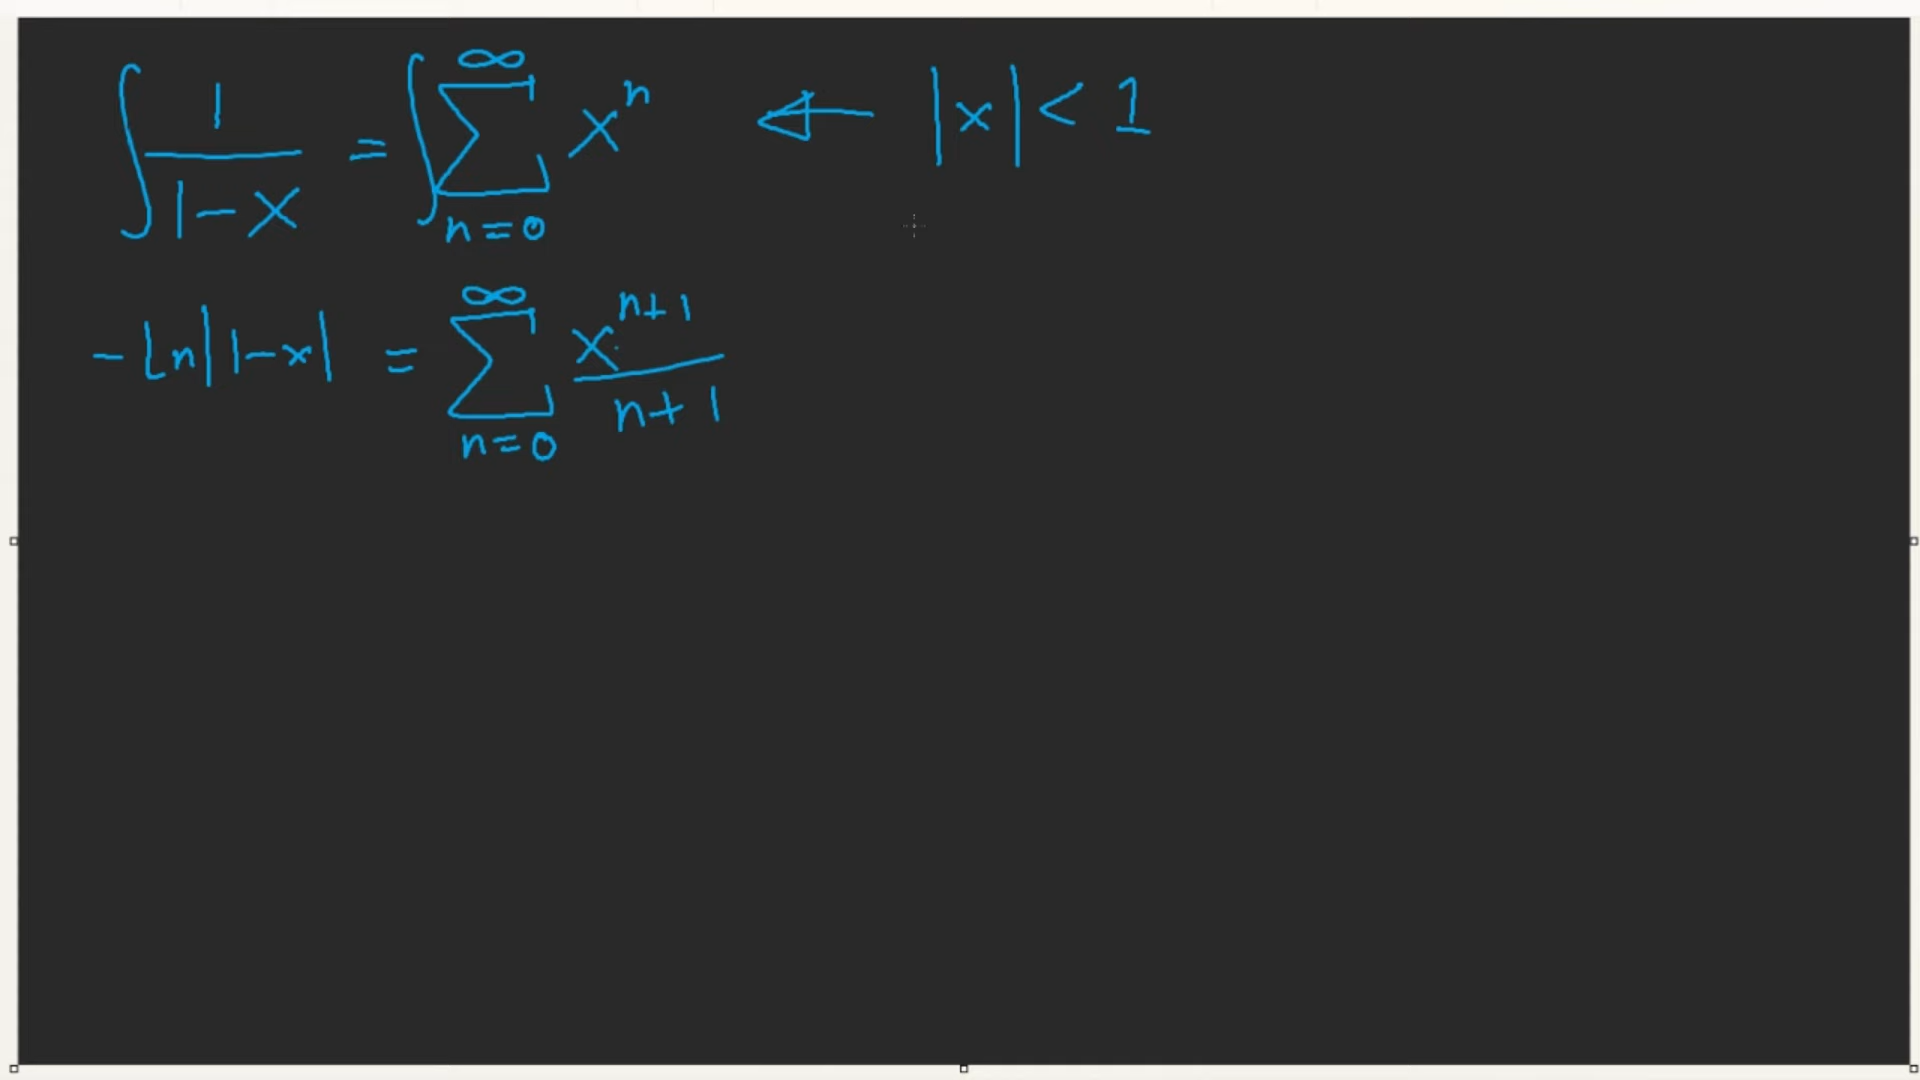 ∫ 1/(1-x) = ∫ ∑_{n=0}^{∞} x^n ← |x| < 1
-ln|1-x| = ∑_{n=0}^{∞} x^{n+1}/(n+1)